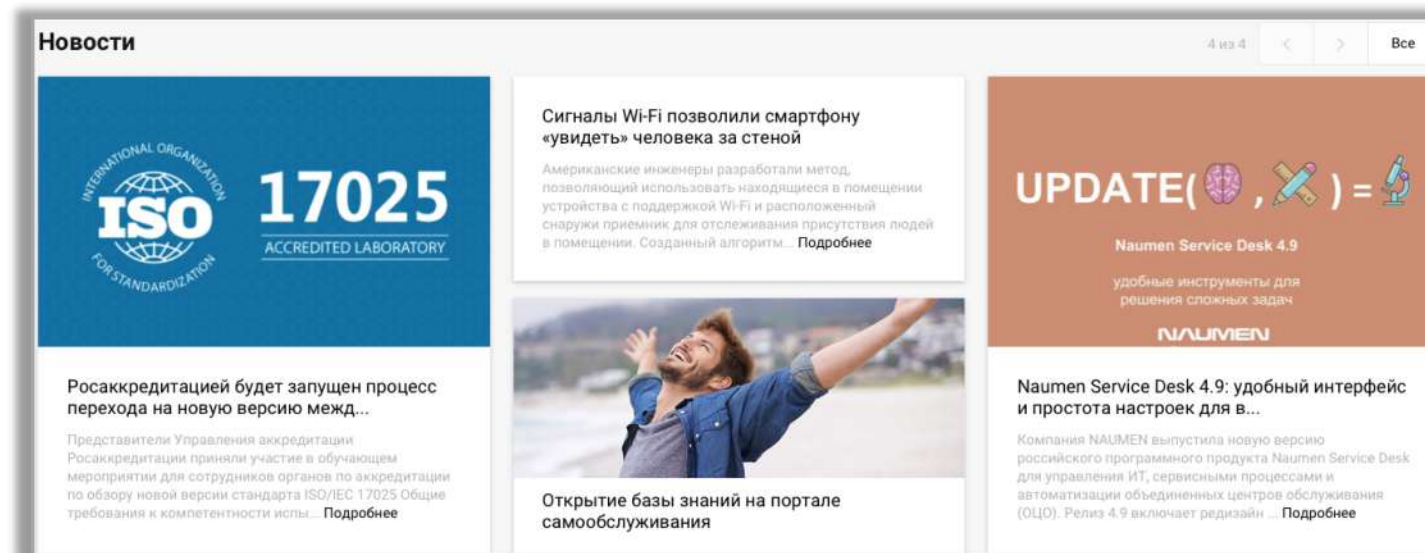 Новости
4 из 4
Все
INTERNATIONAL ORGANIZATION
ISO
FOR STANDARDIZATION
17025
ACCREDITED LABORATORY
Росаккредитацией будет запущен процесс
перехода на новую версию межд...
Представители Управления аккредитации
Росаккредитации приняли участие в обучающем
мероприятии для сотрудников органов по аккредитации
по обзору новой версии стандарта ISO/IEC 17025 Общие
требования к компетентности испы... Подробнее
Сигналы Wi-Fi позволили смартфону
«увидеть» человека за стеной
Американские инженеры разработали метод,
позволяющий использовать находящиеся в помещении
устройства с поддержкой Wi-Fi и расположенный
снаружи приемник для отслеживания присутствия людей
в помещении. Созданный алгоритм... Подробнее
Открытие базы знаний на портале
самообслуживания
UPDATE( , ) =
Naumen Service Desk 4.9
удобные инструменты для
решения сложных задач
NAUMEN
Naumen Service Desk 4.9: удобный интерфейс
и простота настроек для в...
Компания NAUMEN выпустила новую версию
российского программного продукта Naumen Service Desk
для управления ИТ, сервисными процессами и
автоматизации объединенных центров обслуживания
(ОЦО). Релиз 4.9 включает редизайн ... Подробнее